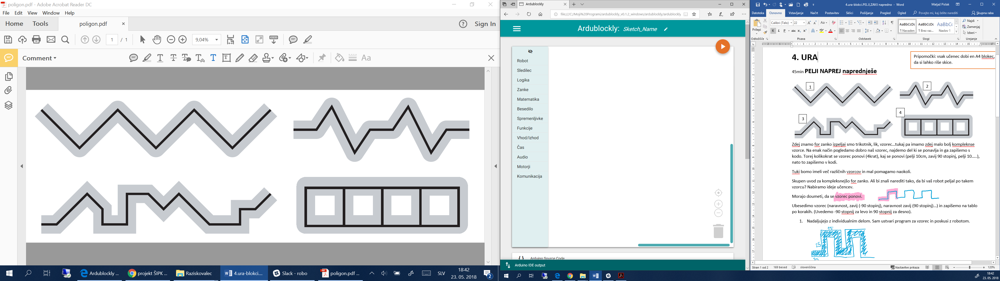 poligon.pdf - Adobe Acrobat Reader DC
File Edit View Window Help
Home Tools poligon.pdf × Sign In
1 / 1 9,04%
Comment
Ardublockly
file:///C:/Moji%20Programi/ardublockly_v0.1.2_windows/ardublockly/ardublockly
Ardublockly: Sketch_Name
Robot
Sledilec
Logika
Zanke
Matematika
Besedilo
Spremenljivke
Funkcije
Vhod/Izhod
Čas
Audio
Motorji
Komunikacija
Arduino Source Code
Arduino IDE output
4.ura-blokci.PELJI,ZAVIJ napredno - Word Matjaž Pislak
Datoteka Osnovno Vstavljanje Načrt Postavitev Sklici Pošiljanje Pregled Ogled Povejte mi, kaj želite narediti Skupna raba
Prilepi
Calibri (Telo) 22
K L P abc x₂ x²
AaBbCcDc AaBbCcDc AaBbCc
¶ Navaden ¶ Brez raz... Naslov 1
Najdi
Zamenjaj
Izberi
Odložišče Pisava Odstavek Slogi Urejanje
4. URA
Pripomočki: vsak učenec dobi en A4 blokec,
da si lahko riše skice.
45min PELJI NAPREJ naprednješe
1
2
3
4
Zdej znamo for zanko izpeljai smo trikotnik, lik, vzorec...tukaj pa imamo zdej malo bolj kompleknse
vzorce. Na enak način pogledamo dobro naš vzorec, najdemo del ki se ponavlja in ga zapišemo s
kodo. Torej kolikokrat se vzorec ponovi (4krat), kaj se ponovi (pelji 10cm, zavij 90 stopinj, pelji 10.....),
nato to zapišemo v kodi.
Tuki bomo imeli več različnih vzorcov in mal pomagamo naokoli.
Skupen uvod za kompleksnejšo for zanko. Ali bi znali narediti tako, da bi vaš robot peljal po takem
vzorcu? Nabiramo ideje učencev.
Morajo doumeti, da se vzorec ponovi.
Ubesedimo vzorec (naravnost, zavij (-90 stopinj), naravnost zavij (90 stopinj)...) in zapišemo na tablo
po korakih. (Uvedemo -90 stopnij za levo in 90 stopnij za desno).
1. Nadaljujejo z individualnim delom. Sam ustvari program za vzorec in poskusi z robotom.
15
25
20
Stran 1 od 2 169 besed slovenščina Nastavitve prikaza 120%
Ardublockly ... projekt ŠIPK ... Raziskovalec 4.ura-blokci.... Slack - robo poligon.pdf ... SLV 18:42
23. 05. 2018
2
18:42
23. 05. 2018